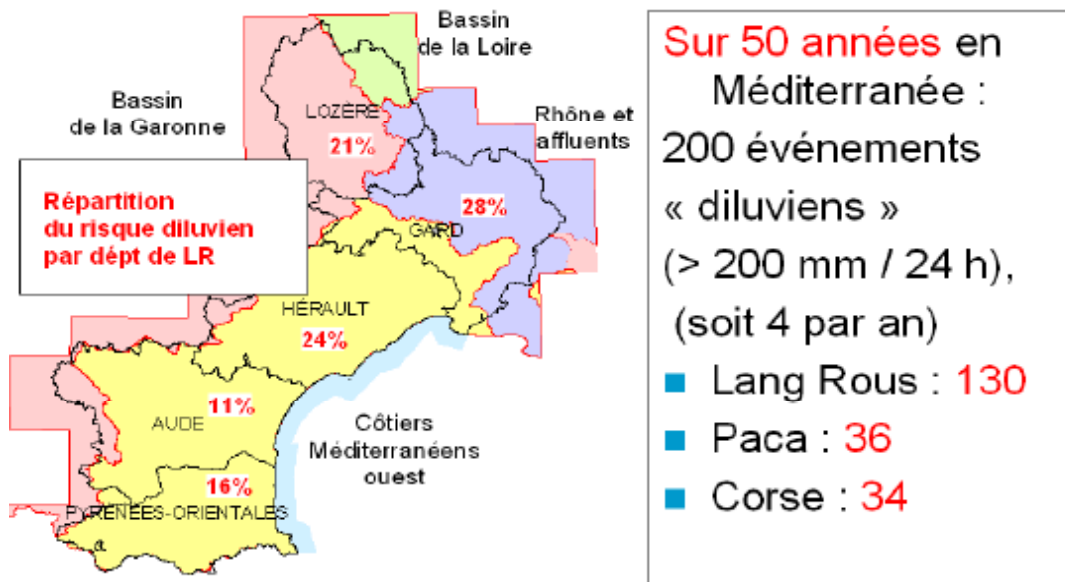 Bassin
de la Loire
Bassin
de la Garonne
LOZÈRE
21%
Rhône et
affluents
Répartition
du risque diluvien
par dépt de LR
28%
GARD
HÉRAULT
24%
11%
AUDE
Côtiers
Méditerranéens
ouest
16%
PYRÉNÉES-ORIENTALES
Sur 50 années en
Méditerranée :
200 événements
« diluviens »
(> 200 mm / 24 h),
(soit 4 par an)
Lang Rous : 130
Paca : 36
Corse : 34